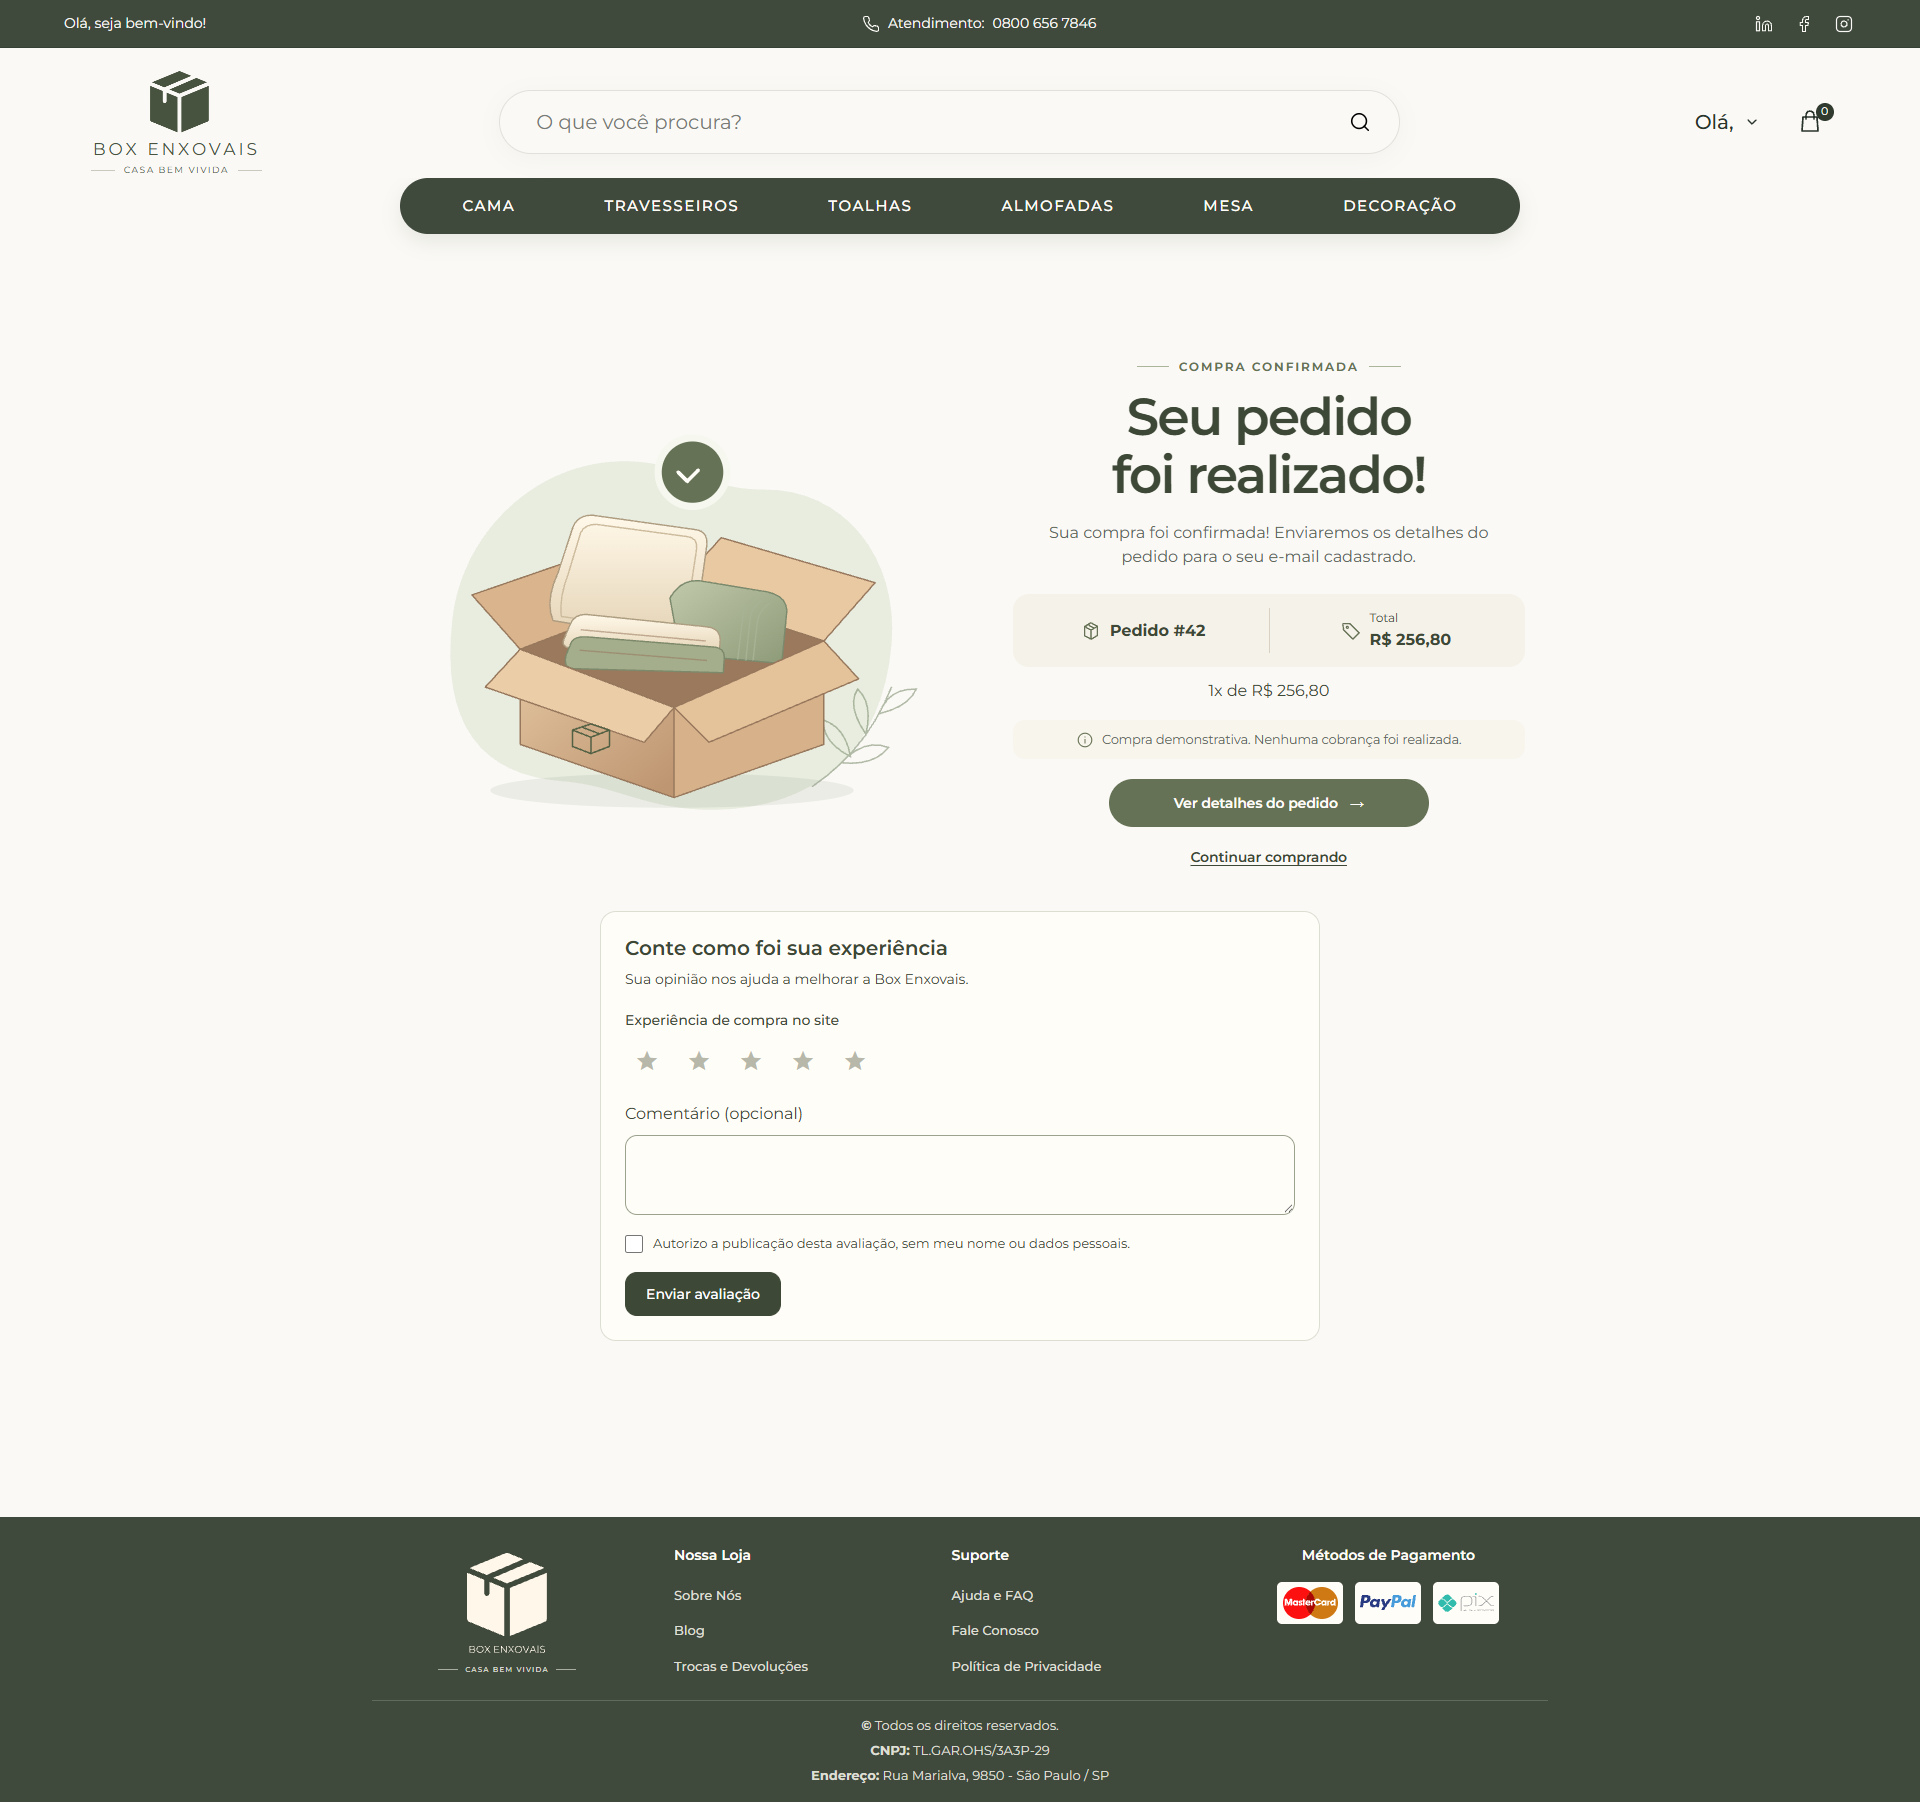 Olá, seja bem-vindo!
Atendimento: 0800 656 7846
BOX ENXOVAIS
CASA BEM VIVIDA
O que você procura?
Olá,
0
CAMA
TRAVESSEIROS
TOALHAS
ALMOFADAS
MESA
DECORAÇÃO
COMPRA CONFIRMADA
Seu pedido
foi realizado!
Sua compra foi confirmada! Enviaremos os detalhes do
pedido para o seu e-mail cadastrado.
Pedido #42
Total
R$ 256,80
1x de R$ 256,80
Compra demonstrativa. Nenhuma cobrança foi realizada.
Ver detalhes do pedido →
Continuar comprando
Conte como foi sua experiência
Sua opinião nos ajuda a melhorar a Box Enxovais.
Experiência de compra no site
Comentário (opcional)
Autorizo a publicação desta avaliação, sem meu nome ou dados pessoais.
Enviar avaliação
BOX ENXOVAIS
CASA BEM VIVIDA
Nossa Loja
Sobre Nós
Blog
Trocas e Devoluções
Suporte
Ajuda e FAQ
Fale Conosco
Política de Privacidade
Métodos de Pagamento
MasterCard
PayPal
pix
© Todos os direitos reservados.
CNPJ: TL.GAR.OHS/3A3P-29
Endereço: Rua Marialva, 9850 - São Paulo / SP